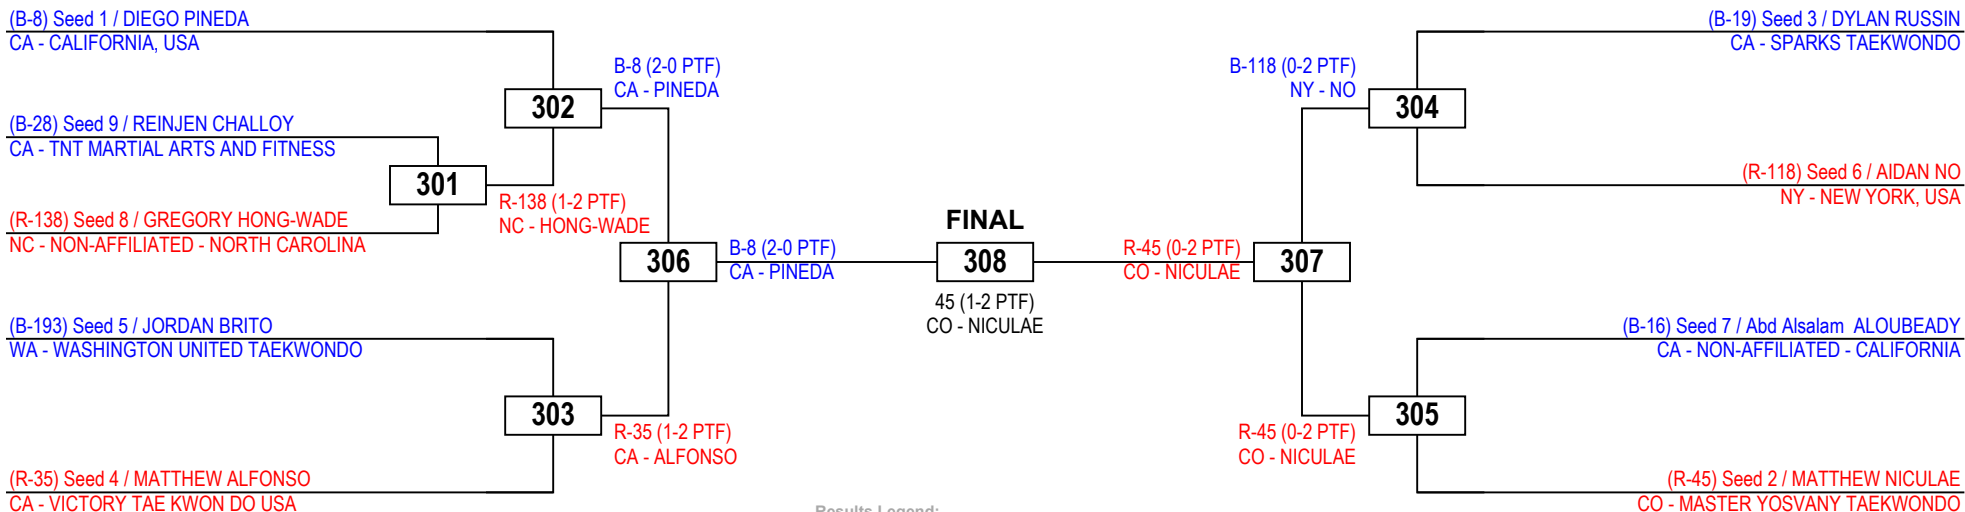 (B-8) Seed 1 / DIEGO PINEDA
CA - CALIFORNIA, USA
B-8 (2-0 PTF)
CA - PINEDA
302
(B-28) Seed 9 / REINJEN CHALLOY
CA - TNT MARTIAL ARTS AND FITNESS
301
R-138 (1-2 PTF)
NC - HONG-WADE
(R-138) Seed 8 / GREGORY HONG-WADE
NC - NON-AFFILIATED - NORTH CAROLINA
306
B-8 (2-0 PTF)
CA - PINEDA
(B-193) Seed 5 / JORDAN BRITO
WA - WASHINGTON UNITED TAEKWONDO
303
R-35 (1-2 PTF)
CA - ALFONSO
(R-35) Seed 4 / MATTHEW ALFONSO
CA - VICTORY TAE KWON DO USA
FINAL
308
45 (1-2 PTF)
CO - NICULAE
Results Legend:
(B-19) Seed 3 / DYLAN RUSSIN
CA - SPARKS TAEKWONDO
B-118 (0-2 PTF)
NY - NO
304
(R-118) Seed 6 / AIDAN NO
NY - NEW YORK, USA
R-45 (0-2 PTF)
CO - NICULAE
307
(B-16) Seed 7 / Abd Alsalam  ALOUBEADY
CA - NON-AFFILIATED - CALIFORNIA
305
R-45 (0-2 PTF)
CO - NICULAE
(R-45) Seed 2 / MATTHEW NICULAE
CO - MASTER YOSVANY TAEKWONDO